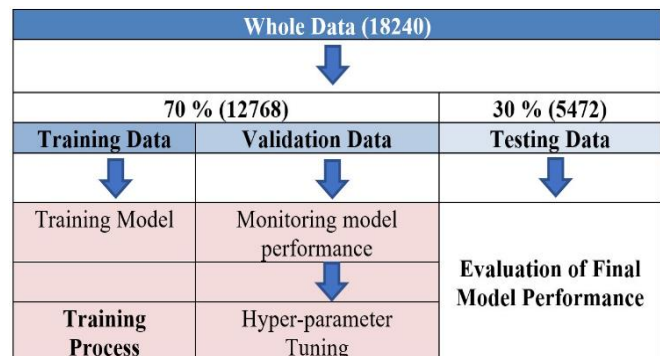 Whole Data (18240)
70 % (12768)
30 % (5472)
Training Data
Validation Data
Testing Data
Training Model
Monitoring model
performance
Evaluation of Final
Model Performance
Training
Process
Hyper-parameter
Tuning